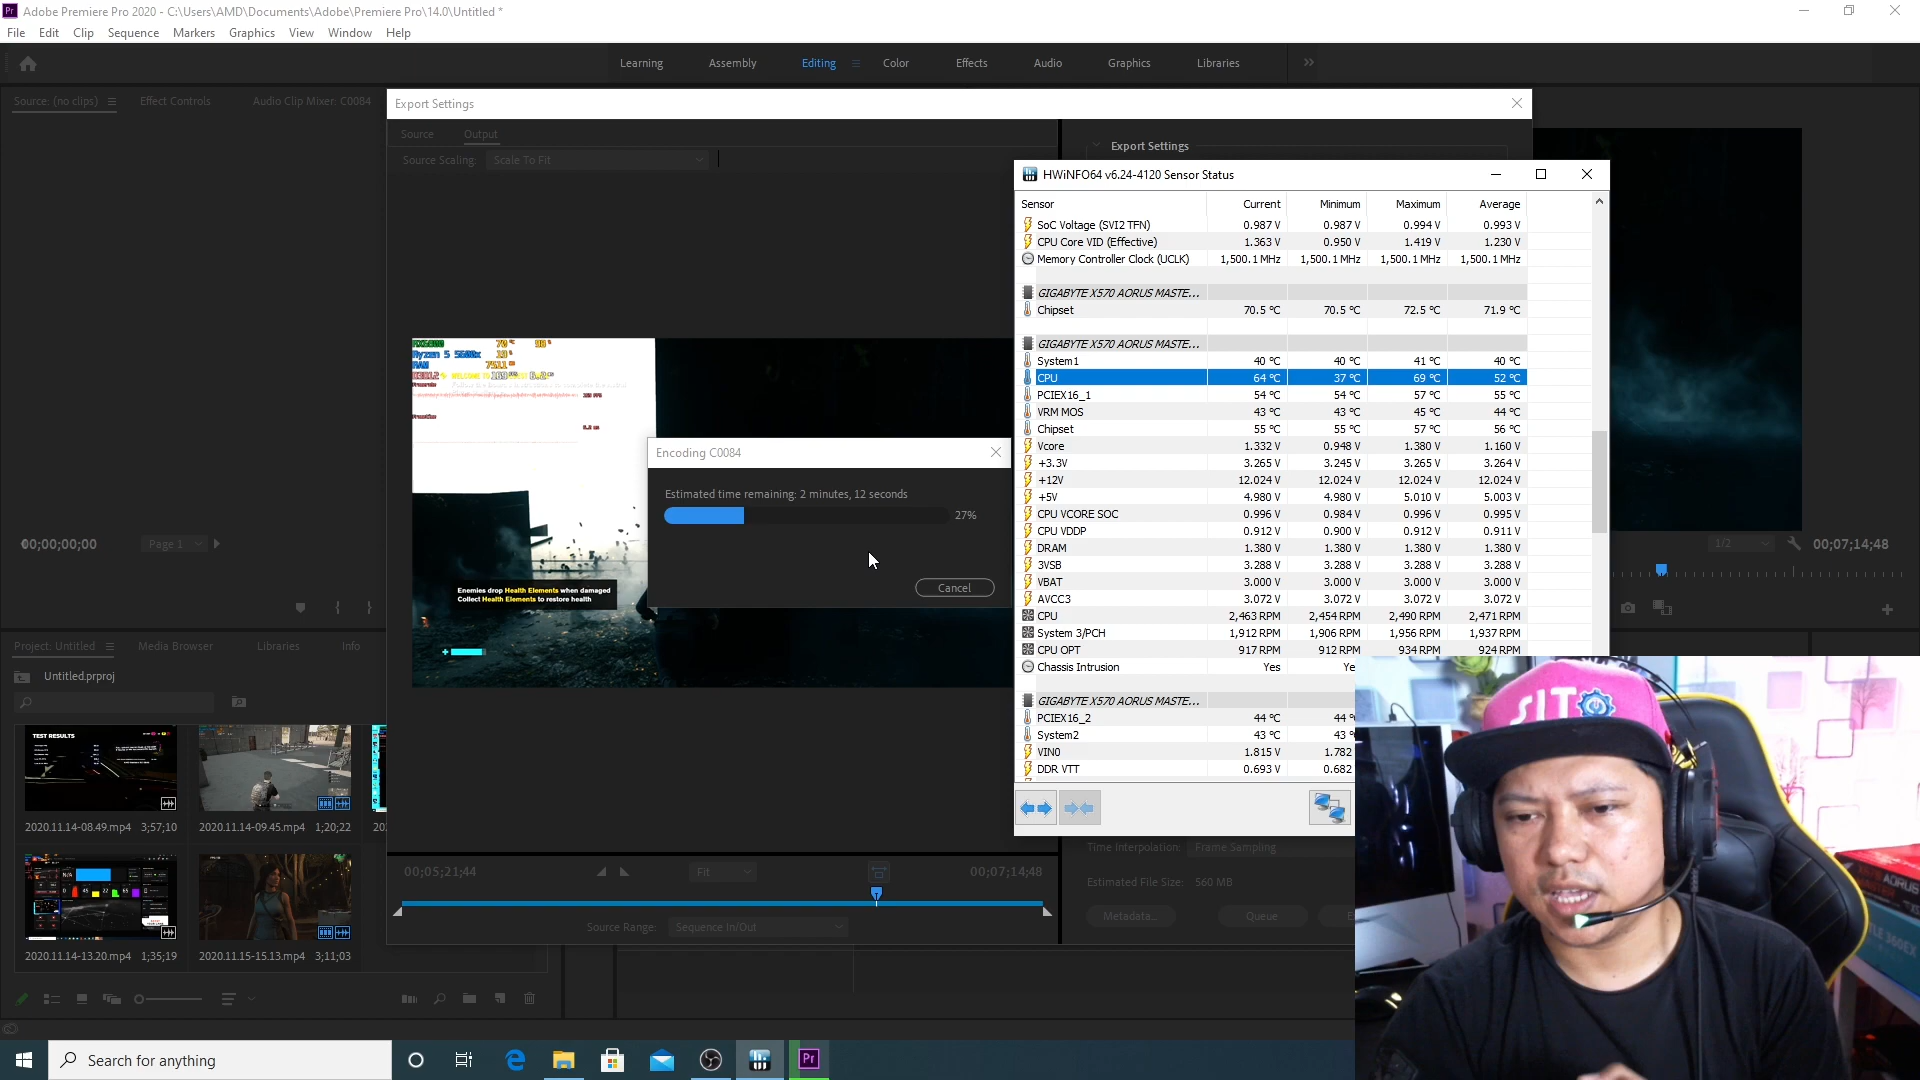 Adobe Premiere Pro 2020 - C:\Users\AMD\Documents\Adobe\Premiere Pro\14.0\Untitled *
File Edit Clip Sequence Markers Graphics View Window Help
Learning Assembly Editing Color Effects Audio Graphics Libraries
Source: (no clips) Effect Controls Audio Clip Mixer: C0084
Export Settings
Source Output
Source Scaling: Scale To Fit
Export Settings
HWiNFO64 v6.24-4120 Sensor Status
Sensor Current Minimum Maximum Average
SoC Voltage (SVI2 TFN) 0.987 V 0.987 V 0.994 V 0.993 V
CPU Core VID (Effective) 1.363 V 0.950 V 1.419 V 1.230 V
Memory Controller Clock (UCLK) 1,500.1 MHz 1,500.1 MHz 1,500.1 MHz 1,500.1 MHz
GIGABYTE X570 AORUS MASTE...
Chipset 70.5 °C 70.5 °C 72.5 °C 71.9 °C
GIGABYTE X570 AORUS MASTE...
System1 40 °C 40 °C 41 °C 40 °C
CPU 64 °C 37 °C 69 °C 52 °C
PCIEX16_1 54 °C 54 °C 57 °C 55 °C
VRM MOS 43 °C 43 °C 45 °C 44 °C
Chipset 55 °C 55 °C 57 °C 56 °C
Vcore 1.332 V 0.948 V 1.380 V 1.160 V
+3.3V 3.265 V 3.245 V 3.265 V 3.264 V
+12V 12.024 V 12.024 V 12.024 V 12.024 V
+5V 4.980 V 4.980 V 5.010 V 5.003 V
CPU VCORE SOC 0.996 V 0.984 V 0.996 V 0.995 V
CPU VDDP 0.912 V 0.900 V 0.912 V 0.911 V
DRAM 1.380 V 1.380 V 1.380 V 1.380 V
3VSB 3.288 V 3.288 V 3.288 V 3.288 V
VBAT 3.000 V 3.000 V 3.000 V 3.000 V
AVCC3 3.072 V 3.072 V 3.072 V 3.072 V
CPU 2,463 RPM 2,454 RPM 2,490 RPM 2,471 RPM
System 3/PCH 1,912 RPM 1,906 RPM 1,956 RPM 1,937 RPM
CPU OPT 917 RPM 912 RPM 934 RPM 924 RPM
Chassis Intrusion Yes Ye
GIGABYTE X570 AORUS MASTE...
PCIEX16_2 44 °C 44 °
System2 43 °C 43 °
VIN0 1.815 V 1.782
DDR VTT 0.693 V 0.682
Ryzen 5 5600x
RAM 7511
Encoding C0084
Estimated time remaining: 2 minutes, 12 seconds
27%
Cancel
Enemies drop Health Elements when damaged
Collect Health Elements to restore health
00;00;00;00 Page 1
1/2 00;07;14;48
Project: Untitled Media Browser Libraries Info
Untitled.prproj
TEST RESULTS
2020.11.14-08.49.mp4 3;57;10 2020.11.14-09.45.mp4 1;20;22 20
2020.11.14-13.20.mp4 1;35;19 2020.11.15-15.13.mp4 3;11;03
00;05;21;44 Fit 00;07;14;48
Source Range: Sequence In/Out
Time Interpolation: Frame Sampling
Estimated File Size: 560 MB
Metadata... Queue E
SIT
AORUS
Search for anything